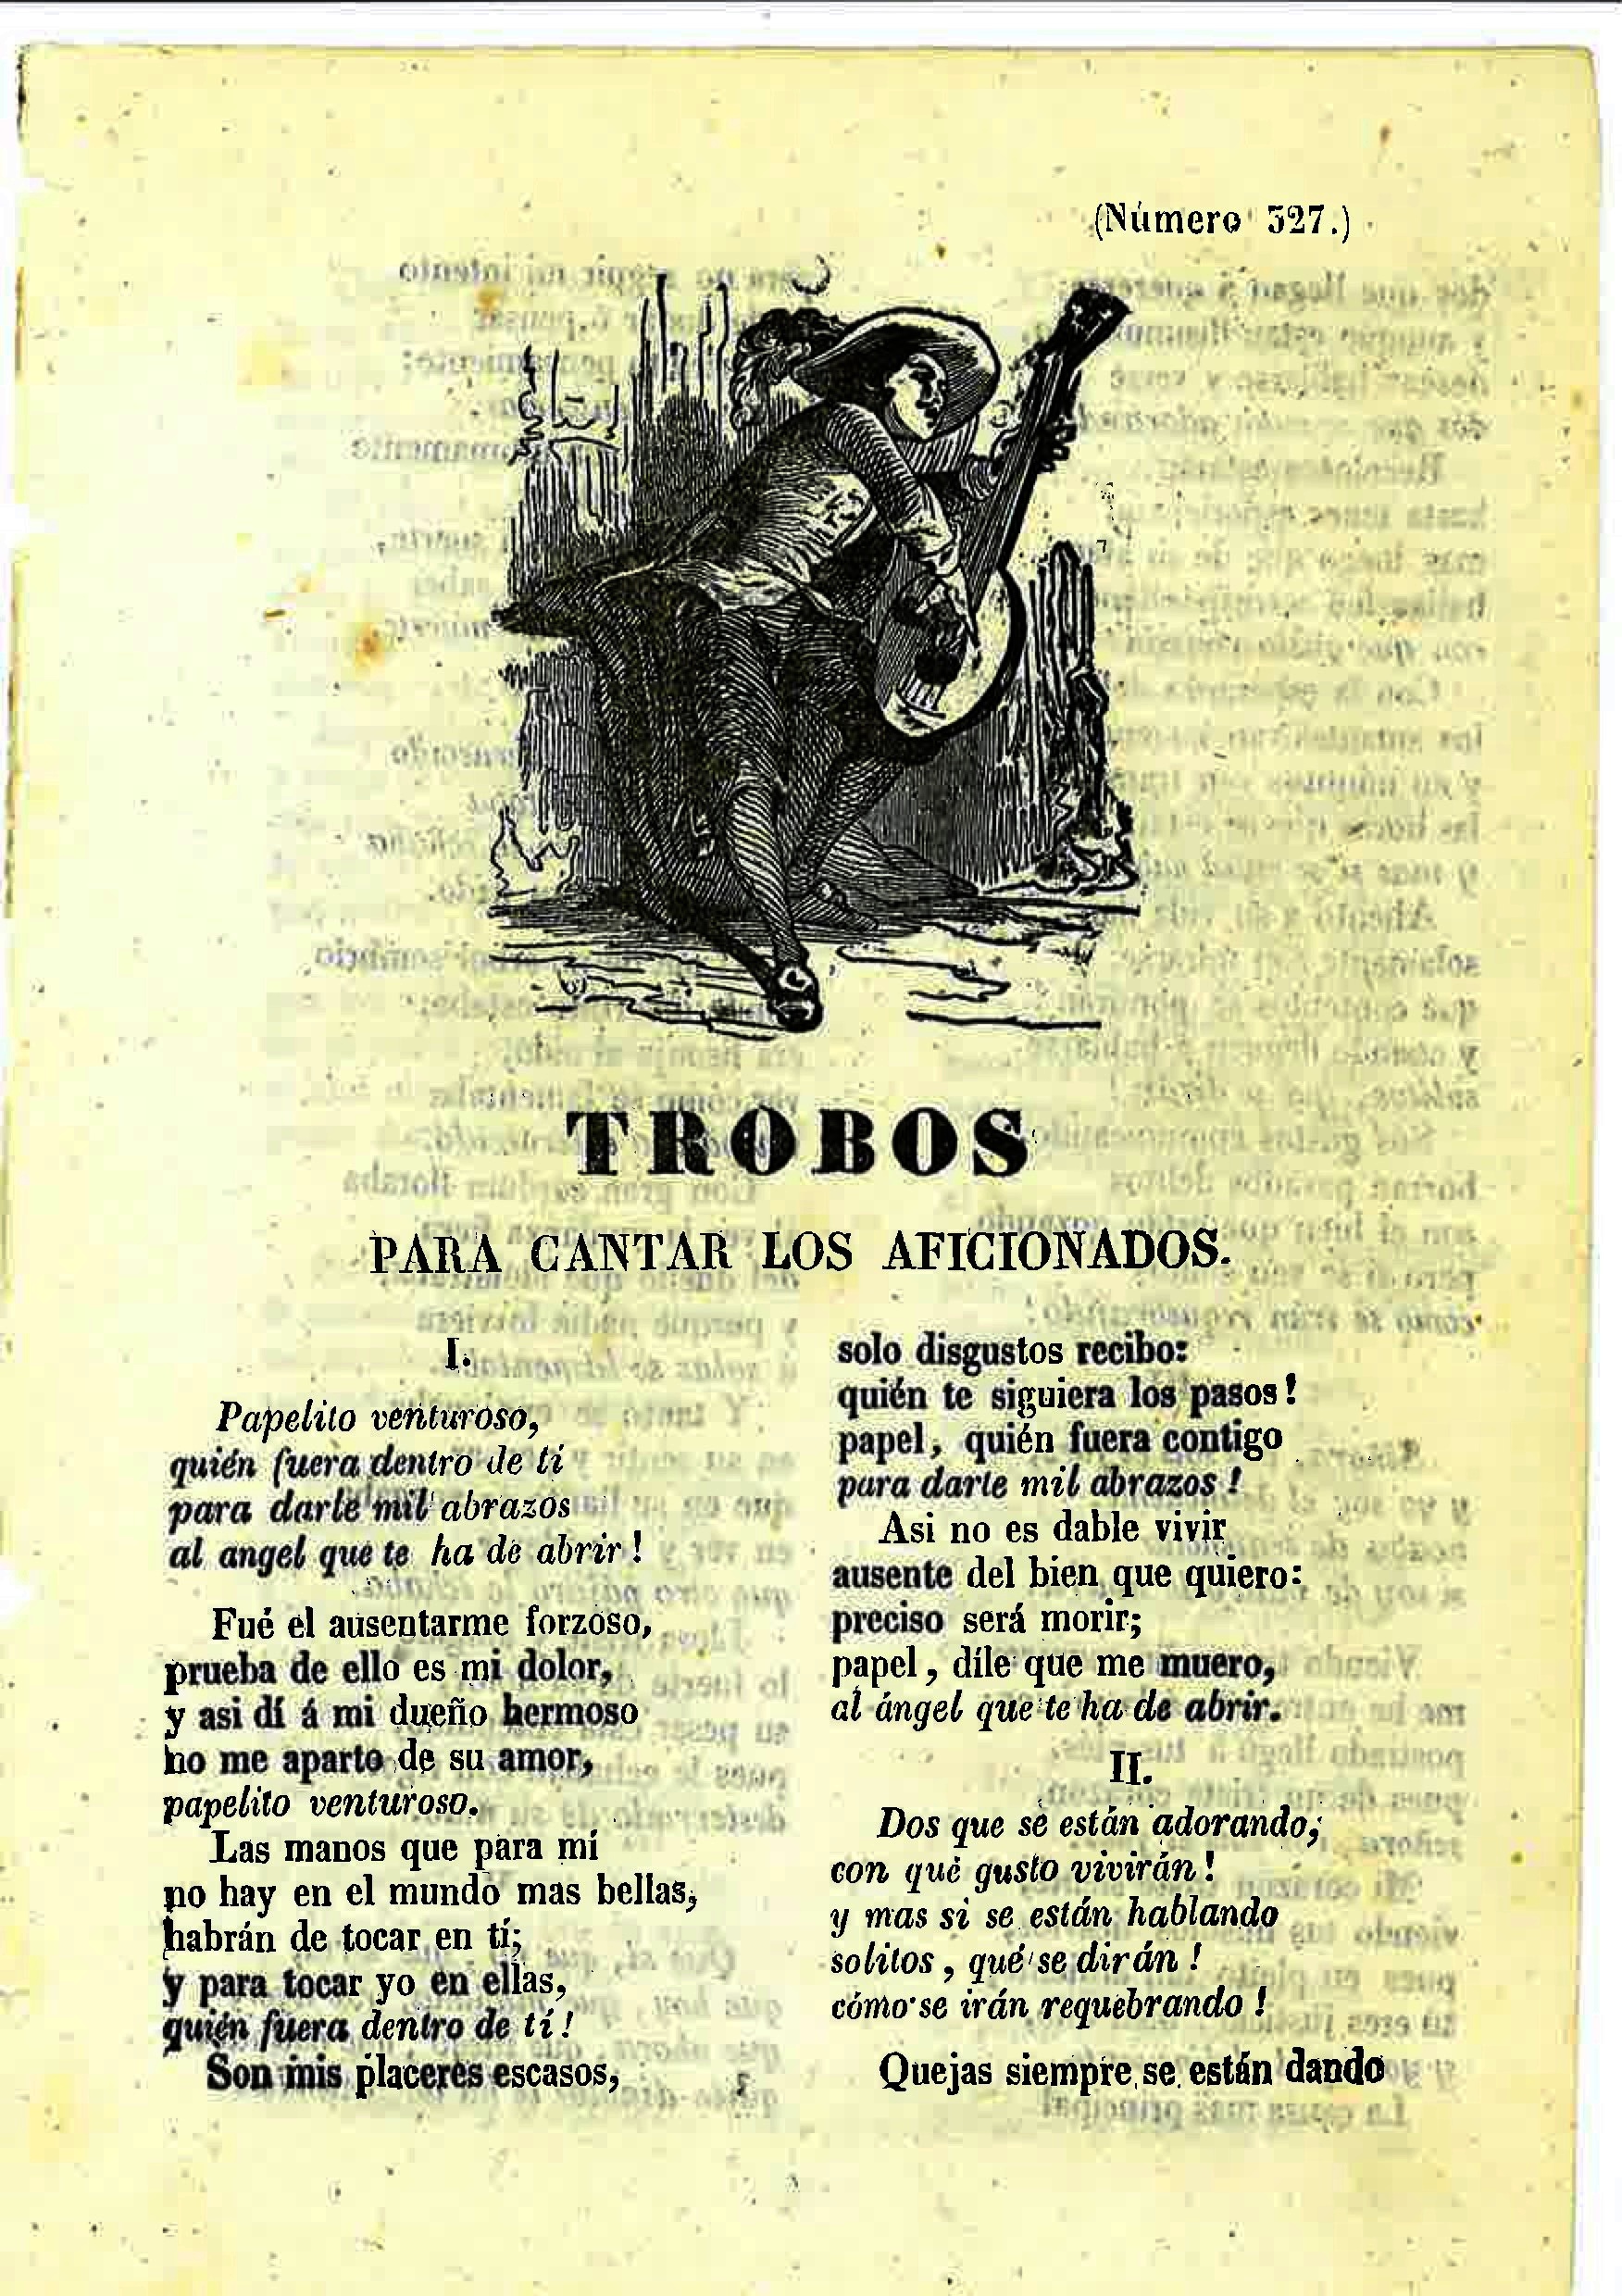 (Número 327.)
TROBOS
PARA CANTAR LOS AFICIONADOS.
I.
Papelito venturoso,
quién fuera dentro de tí
para darle mil abrazos
al angel que te ha de abrir!
Fué el ausentarme forzoso,
prueba de ello es mi dolor,
y asi dí á mi dueño hermoso
no me aparto de su amor,
papelito venturoso.
Las manos que para mí
no hay en el mundo mas bellas,
habrán de tocar en tí;
y para tocar yo en ellas,
quién fuera dentro de tí!
Son mis placeres escasos,
solo disgustos recibo:
quién te siguiera los pasos!
papel, quién fuera contigo
para darle mil abrazos!
Asi no es dable vivir
ausente del bien que quiero:
preciso será morir;
papel, díle que me muero,
al ángel que te ha de abrir.
II.
Dos que se están adorando,
con qué gusto vivirán!
y mas si se están hablando
solitos, qué se dirán!
cómo se irán requebrando!
Quejas siempre se están dando